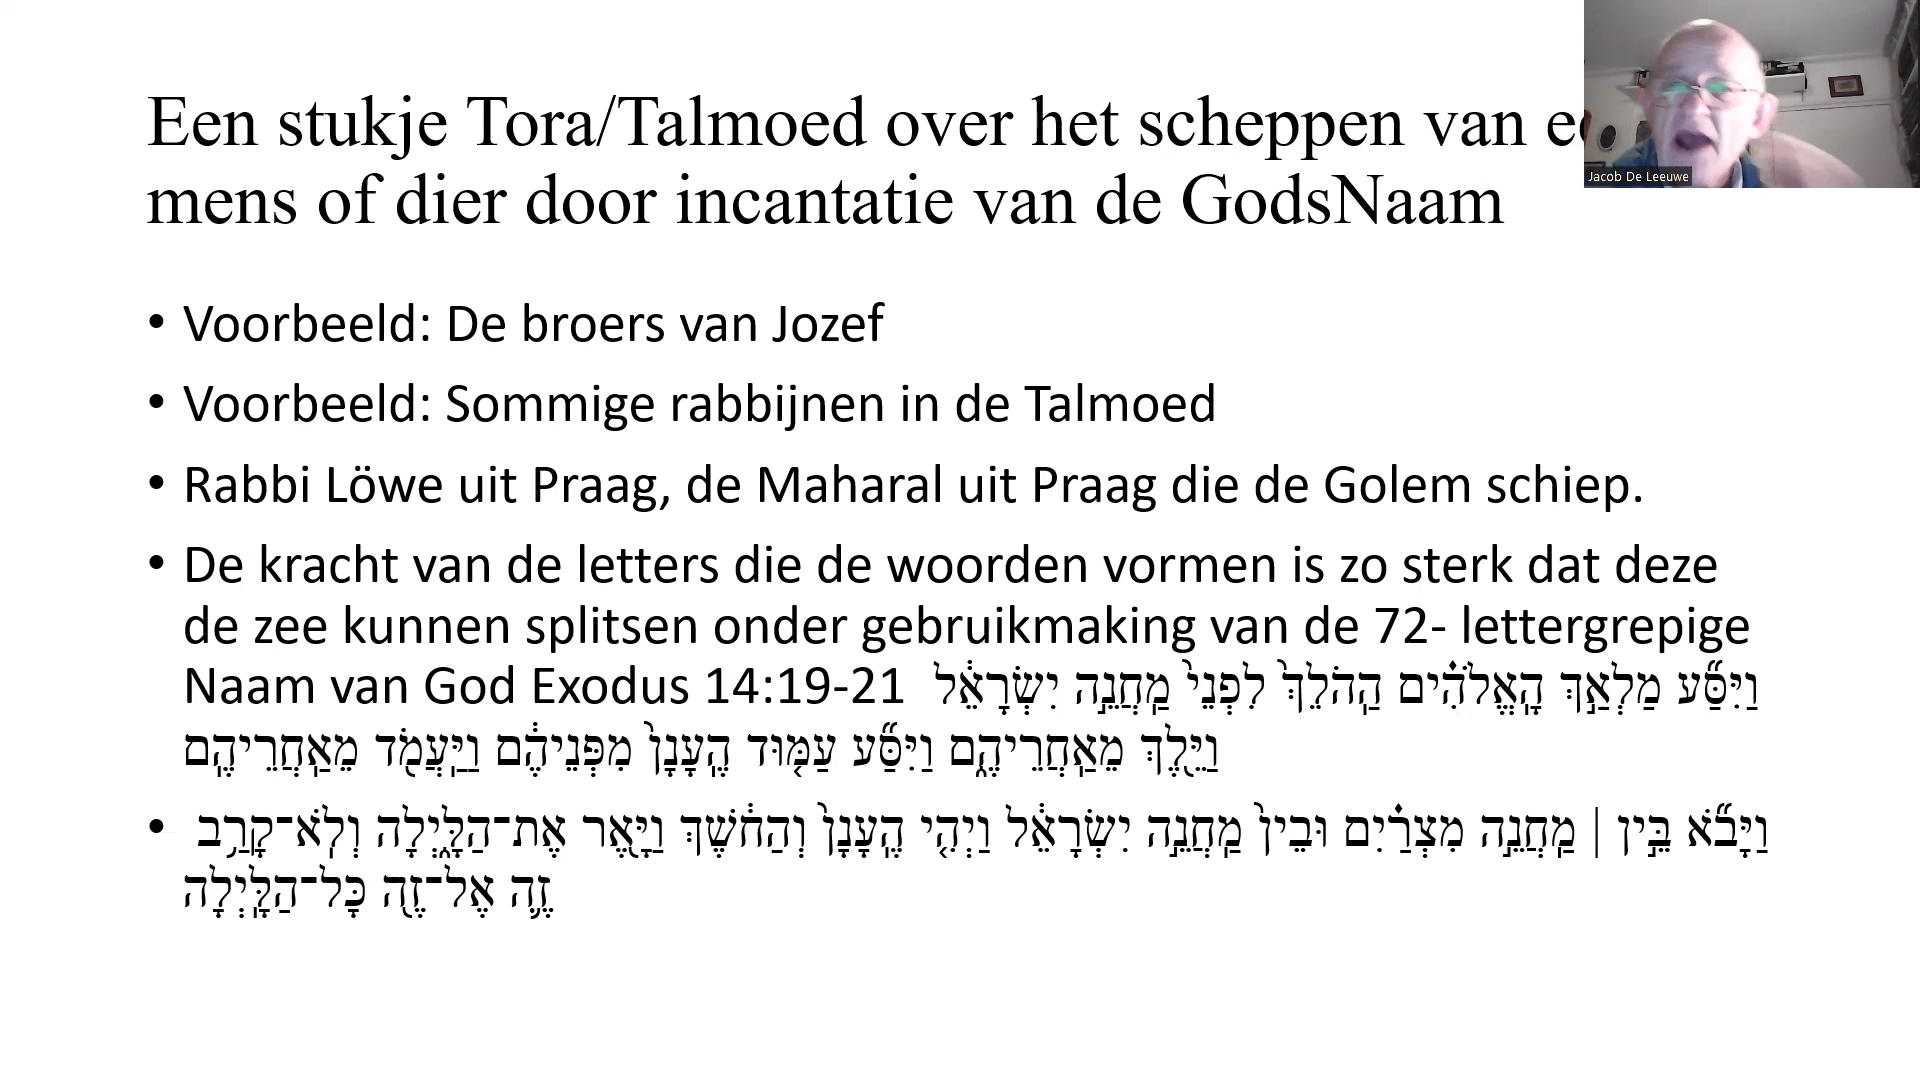 Een stukje Tora/Talmoed over het scheppen van
mens of dier door incantatie van de GodsNaam
Jacob De Leeuwe
• Voorbeeld: De broers van Jozef
• Voorbeeld: Sommige rabbijnen in de Talmoed
• Rabbi Löwe uit Praag, de Maharal uit Praag die de Golem schiep.
• De kracht van de letters die de woorden vormen is zo sterk dat deze
de zee kunnen splitsen onder gebruikmaking van de 72- lettergrepige
Naam van God Exodus 14:19-21 וַיִּסַּ֞ע מַלְאַ֣ךְ הָֽאֱלֹהִ֗ים הַֽהֹלֵךְ֙ לִפְנֵי֙ מַֽחֲנֵ֣ה יִשְׂרָאֵ֔ל
וַיֵּ֖לֶךְ מֵאַֽחֲרֵיהֶ֑ם וַיִּסַּ֞ע עַמּ֤וּד הֶֽעָנָן֙ מִפְּנֵיהֶ֔ם וַיַּֽעֲמֹ֖ד מֵאַֽחֲרֵיהֶֽם
• וַיָּבֹ֞א בֵּ֣ין | מַֽחֲנֵ֣ה מִצְרַ֗יִם וּבֵין֙ מַֽחֲנֵ֣ה יִשְׂרָאֵ֔ל וַיְהִ֤י הֶֽעָנָן֙ וְהַחֹ֔שֶׁךְ וַיָּ֖אֶר אֶת־הַלָּ֑יְלָה וְלֹֽא־קָרַ֥ב
זֶ֛ה אֶל־זֶ֖ה כָּל־הַלָּֽיְלָה